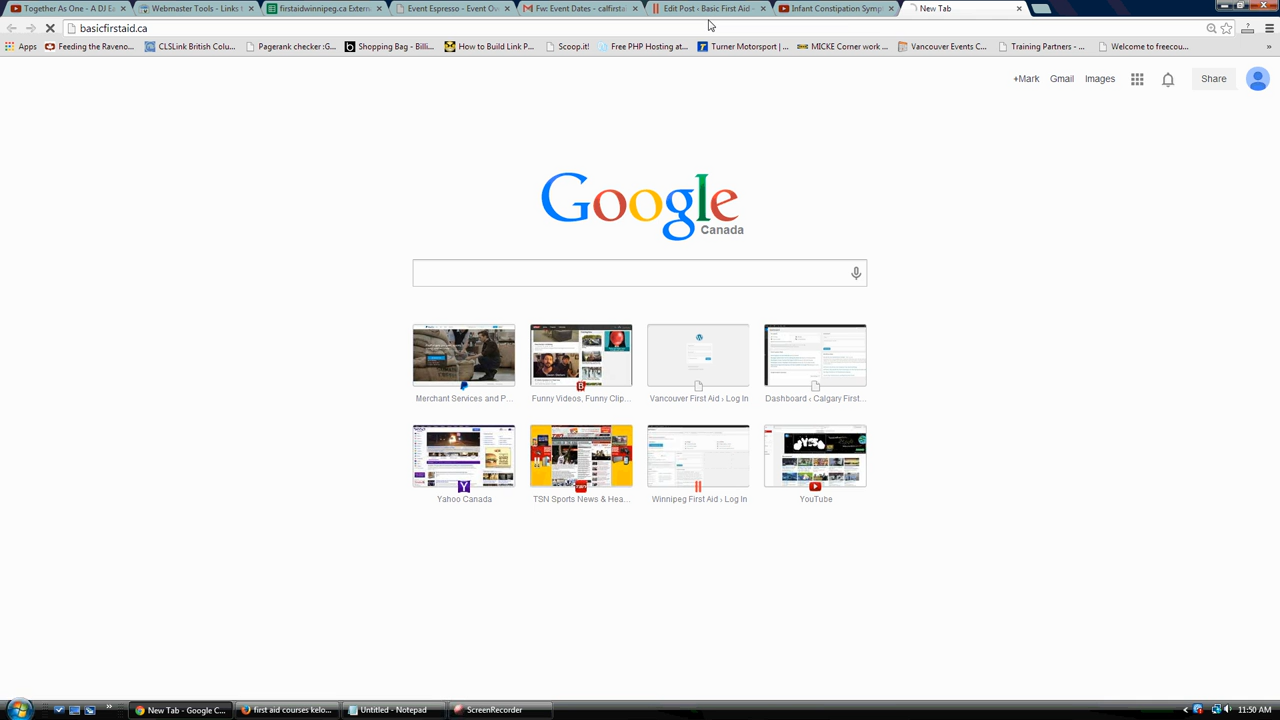 Together As One - A DJ Ea
Webmaster Tools - Links
firstaidwinnipeg.ca Extern
Event Espresso - Event Ov
Fw: Event Dates - calfirsta
Edit Post ‹ Basic First Aid
Infant Constipation Symp
New Tab
basicfirstaid.ca
Apps
Feeding the Raveno...
CLSLink British Colu...
Pagerank checker :G...
Shopping Bag - Billi...
How to Build Link P...
Scoop.it!
Free PHP Hosting at...
Turner Motorsport | ...
MICKE Corner work ...
Vancouver Events C...
Training Partners - ...
Welcome to freecou...
»
+Mark Gmail Images Share
Google
Canada
Merchant Services and P...
Funny Videos, Funny Clip...
Vancouver First Aid › Log In
Dashboard ‹ Calgary First...
Yahoo Canada
TSN Sports News & Hea...
Winnipeg First Aid › Log In
YouTube
»
New Tab - Google C...
first aid courses kelo...
Untitled - Notepad
ScreenRecorder
11:50 AM